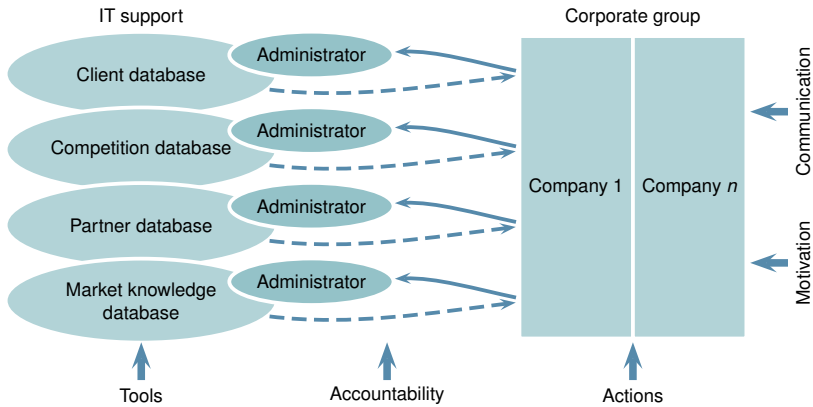 IT support
Corporate group
Client database
Administrator
Competition database
Administrator
Partner database
Administrator
Market knowledge
database
Administrator
Company 1
Company n
Communication
Motivation
Tools
Accountability
Actions